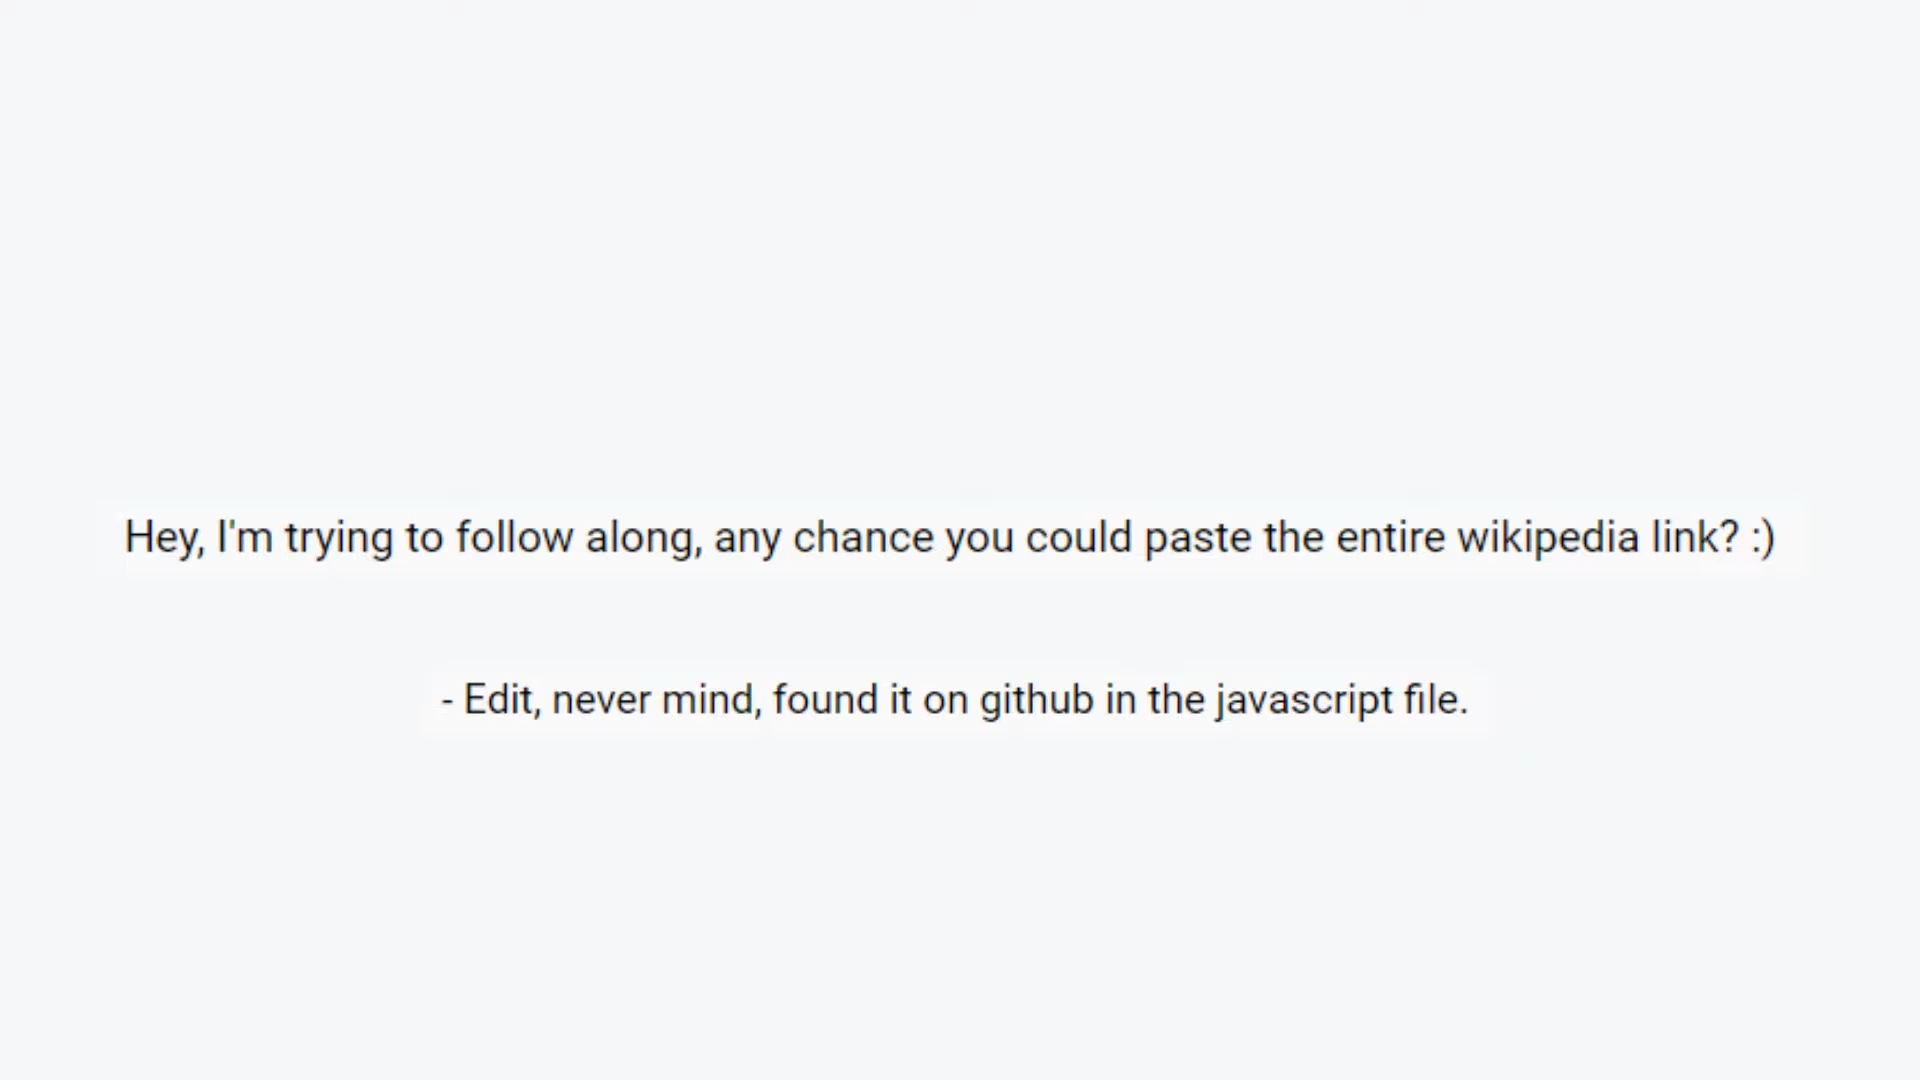 Hey, I'm trying to follow along, any chance you could paste the entire wikipedia link? :)
- Edit, never mind, found it on github in the javascript file.